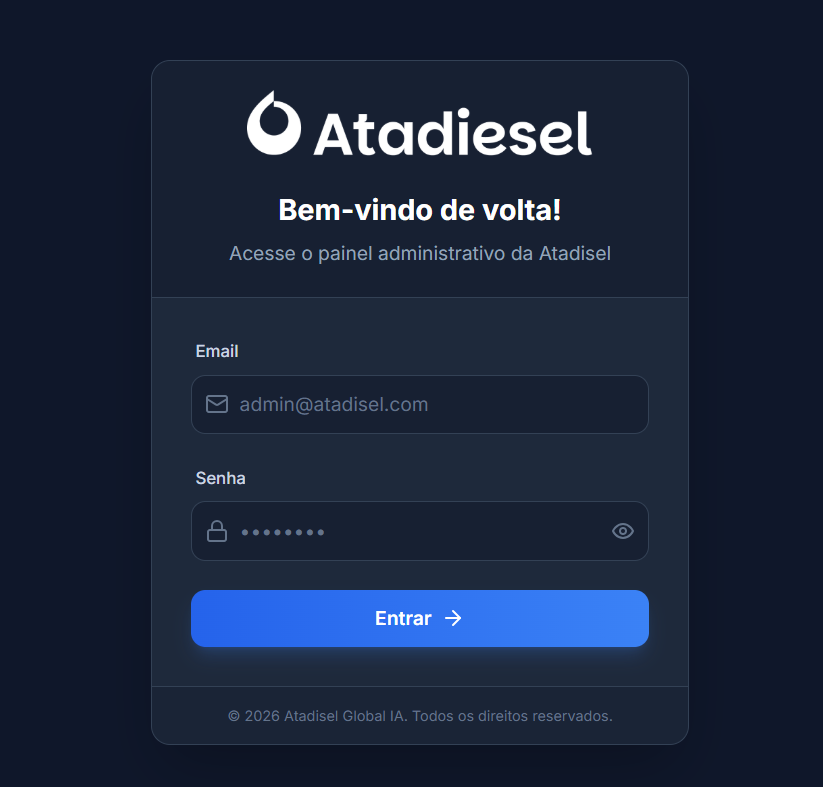 Atadiesel
Bem-vindo de volta!
Acesse o painel administrativo da Atadisel
Email
admin@atadisel.com
Senha
••••••••
Entrar →
© 2026 Atadisel Global IA. Todos os direitos reservados.